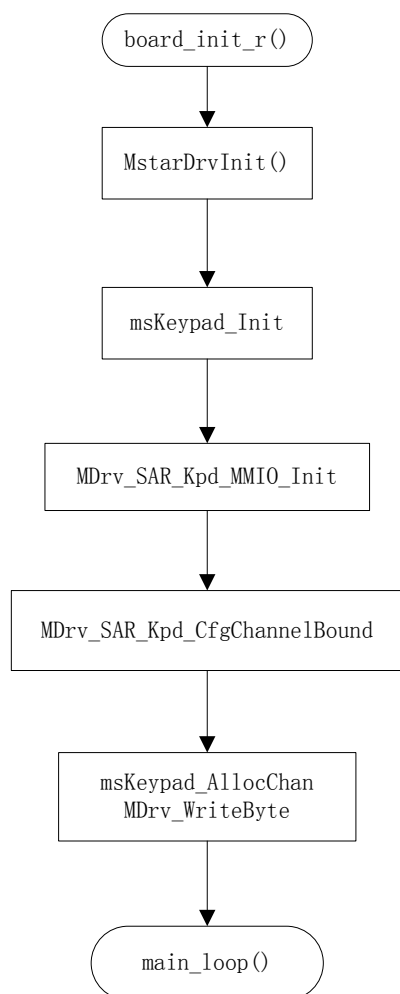 board_init_r()
MstarDrvInit()
msKeypad_Init
MDrv_SAR_Kpd_MMIO_Init
MDrv_SAR_Kpd_CfgChannelBound
msKeypad_AllocChan
MDrv_WriteByte
main_loop()